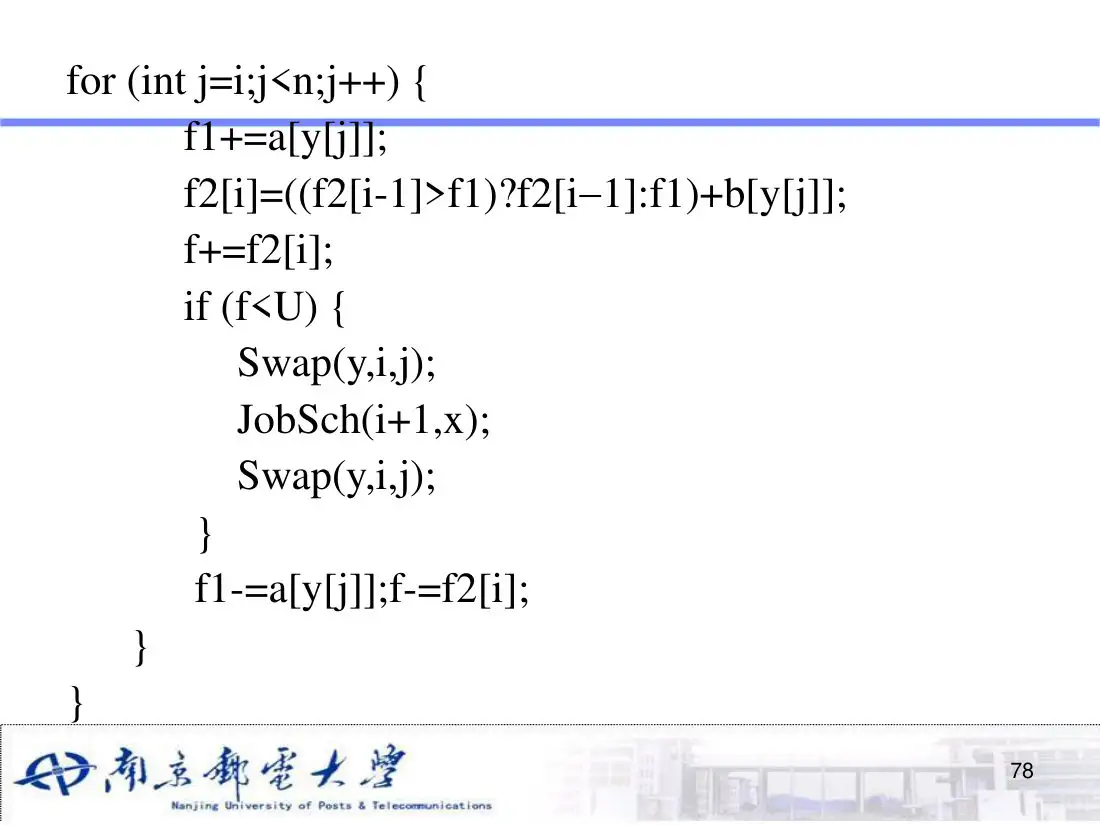 for (int j=i;j<n;j++) {
f1+=a[y[j]];
f2[i]=((f2[i-1]>f1)?f2[i–1]:f1)+b[y[j]];
f+=f2[i];
if (f<U) {
Swap(y,i,j);
JobSch(i+1,x);
Swap(y,i,j);
}
f1-=a[y[j]];f-=f2[i];
}
}
南京郵電大學
Nanjing University of Posts & Telecommunications
78